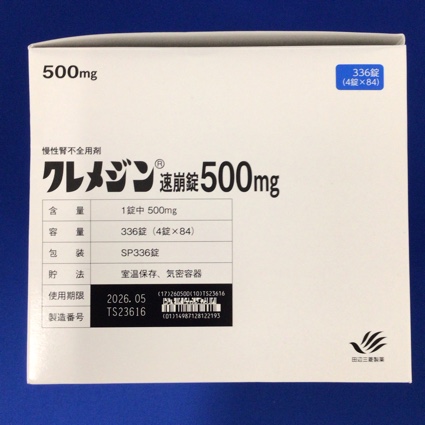 500mg
336錠
(4錠×84)
慢性腎不全用剤
クレメジン®速崩錠500mg
含量 1錠中 500mg
容量 336錠（4錠×84）
包装 SP336錠
貯法 室温保存、気密容器
使用期限 2026.05
製造番号 TS23616
(17)260500(10)TS23616
(01)14987128122193
田辺三菱製薬